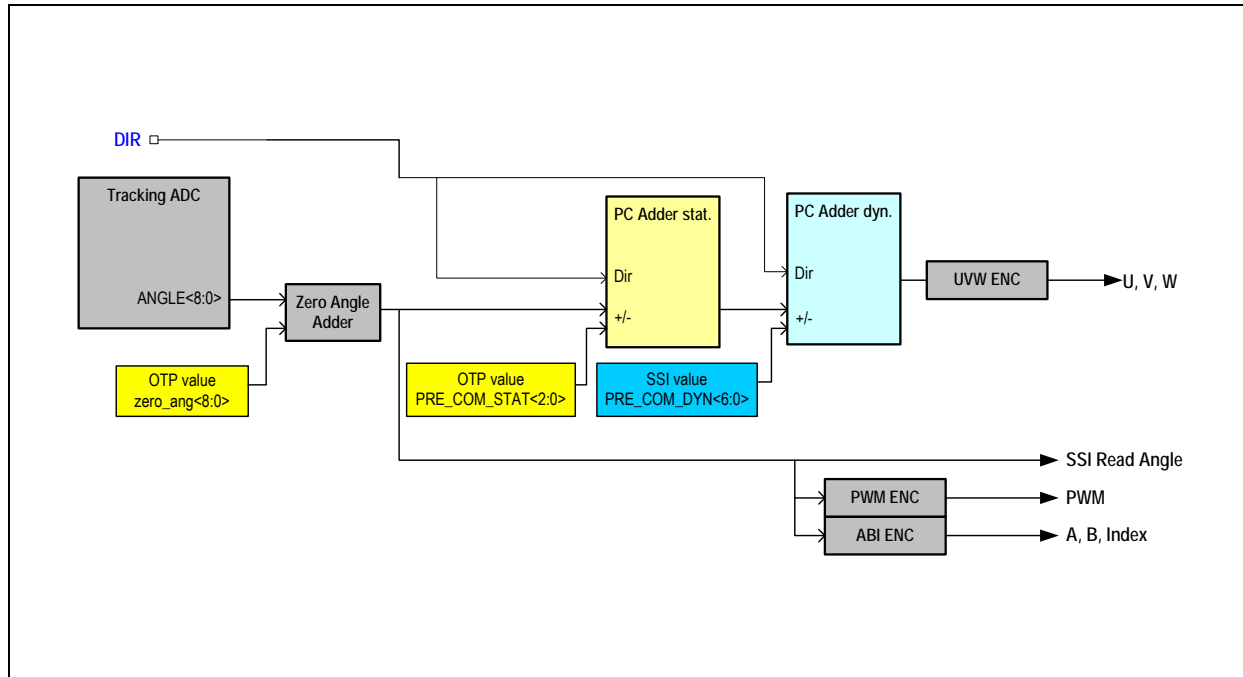 DIR
Tracking ADC
PC Adder stat.
PC Adder dyn.
Dir
Dir
UVW ENC
U, V, W
ANGLE<8:0>
Zero Angle
Adder
+/-
+/-
OTP value
zero_ang<8:0>
OTP value
PRE_COM_STAT<2:0>
SSI value
PRE_COM_DYN<6:0>
SSI Read Angle
PWM ENC
PWM
ABI ENC
A, B, Index